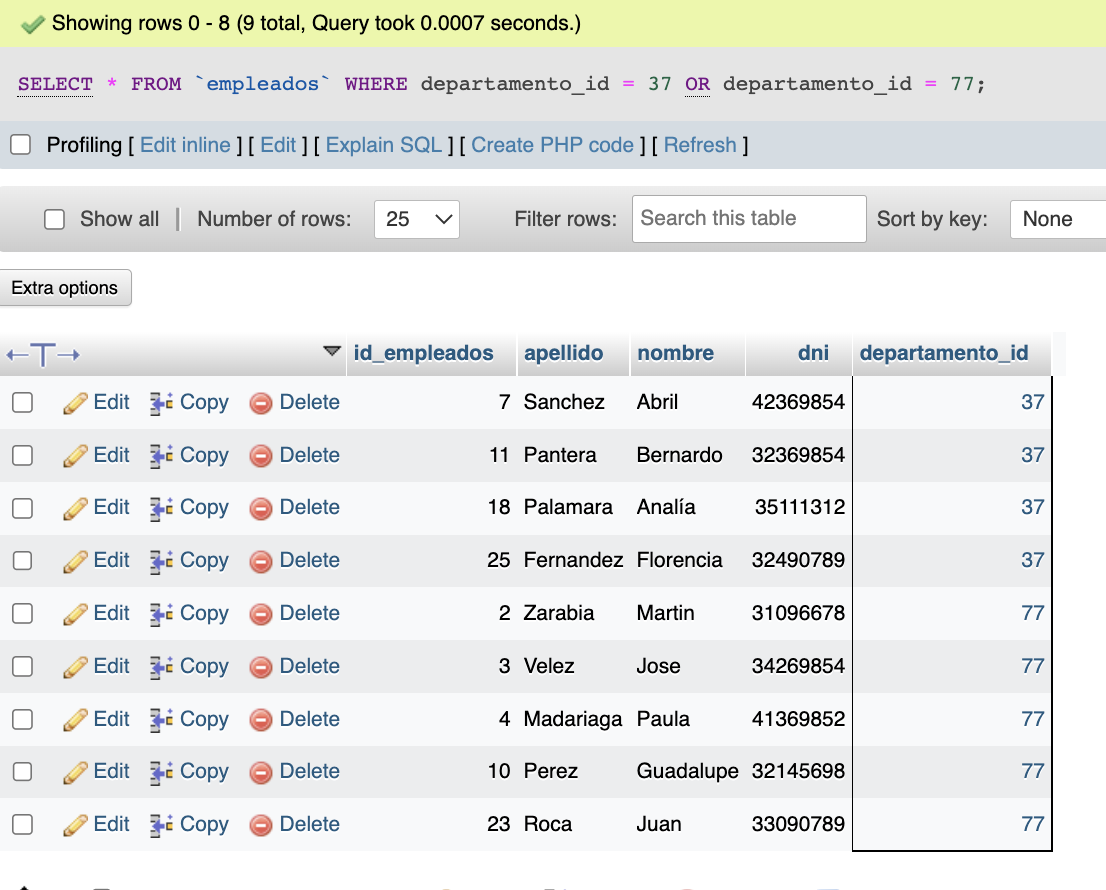 Showing rows 0 - 8 (9 total, Query took 0.0007 seconds.)
SELECT * FROM `empleados` WHERE departamento_id = 37 OR departamento_id = 77;
Profiling [ Edit inline ] [ Edit ] [ Explain SQL ] [ Create PHP code ] [ Refresh ]
Show all | Number of rows: 25 Filter rows: Search this table Sort by key: None
Extra options
←T→ id_empleados apellido nombre dni departamento_id
Edit Copy Delete 7 Sanchez Abril 42369854 37
Edit Copy Delete 11 Pantera Bernardo 32369854 37
Edit Copy Delete 18 Palamara Analía 35111312 37
Edit Copy Delete 25 Fernandez Florencia 32490789 37
Edit Copy Delete 2 Zarabia Martin 31096678 77
Edit Copy Delete 3 Velez Jose 34269854 77
Edit Copy Delete 4 Madariaga Paula 41369852 77
Edit Copy Delete 10 Perez Guadalupe 32145698 77
Edit Copy Delete 23 Roca Juan 33090789 77